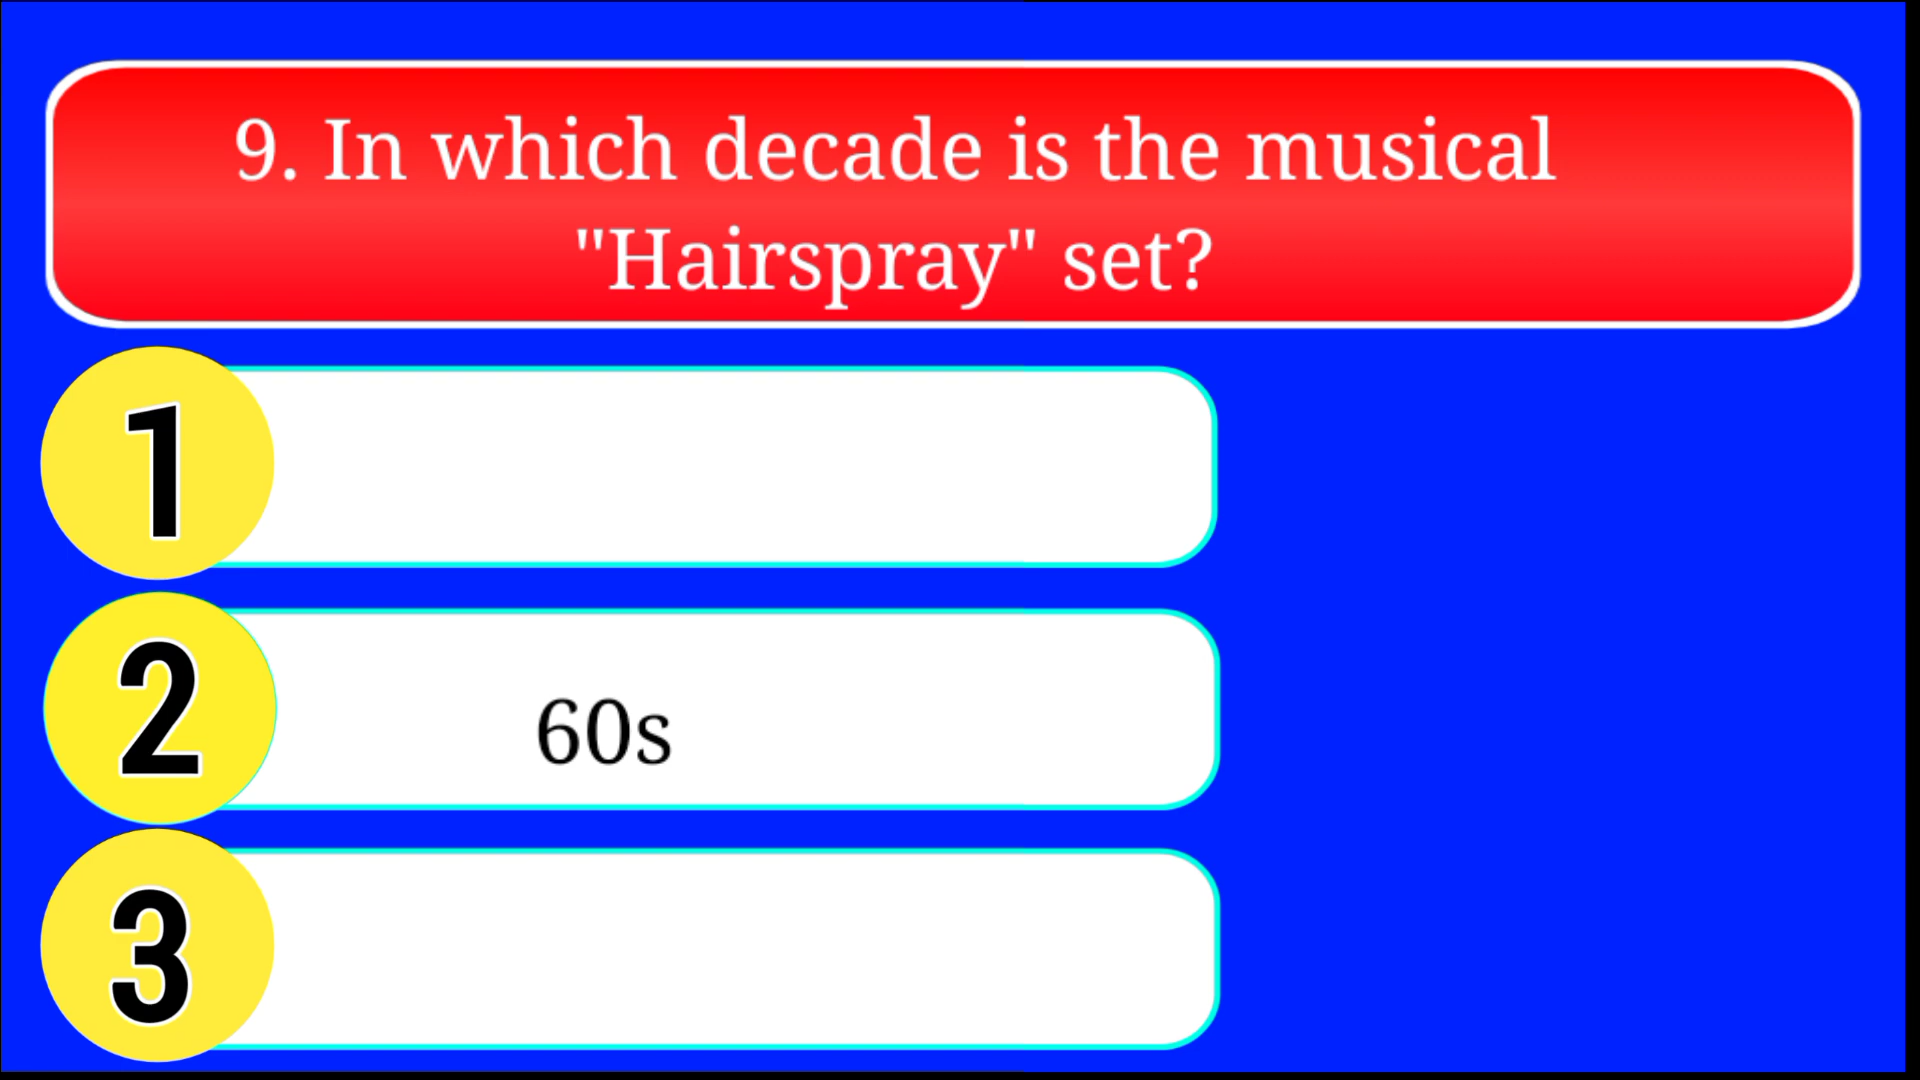 9. In which decade is the musical
"Hairspray" set?
1
2
60s
3